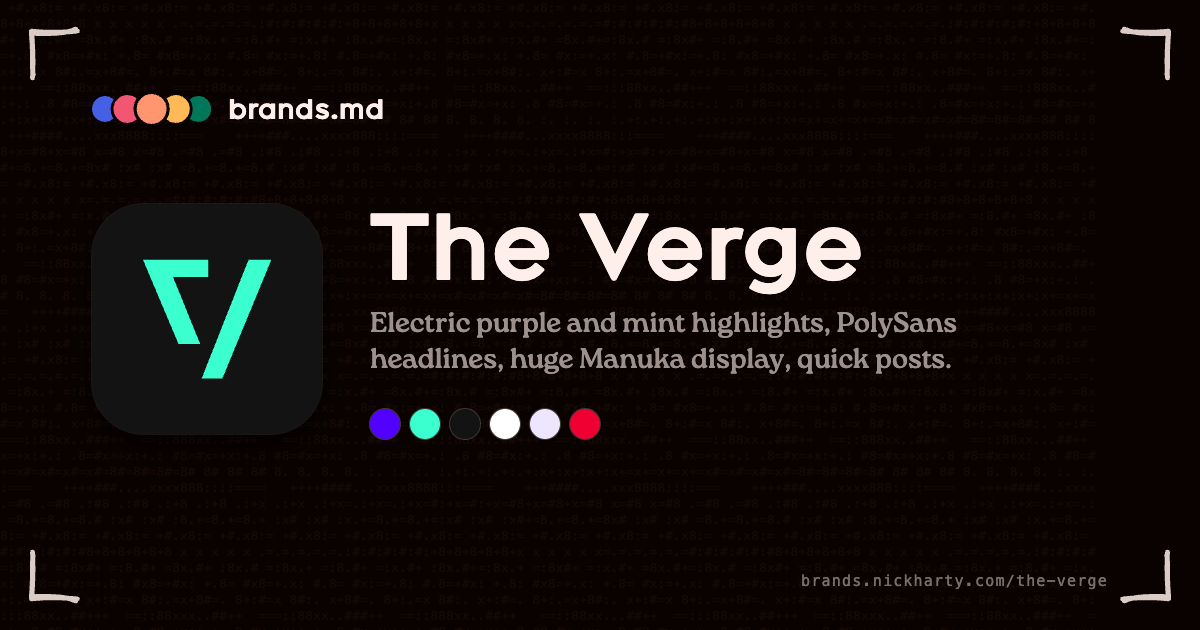 brands.md
The Verge
Electric purple and mint highlights, PolySans
headlines, huge Manuka display, quick posts.
brands.nickharty.com/the-verge